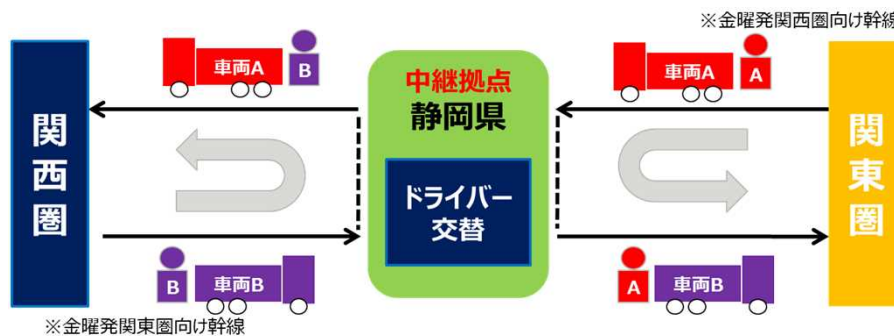 ※金曜発関西圏向け幹線
車両A
B
車両A
A
中継拠点
静岡県
関西圏
関東圏
ドライバー
交替
B
車両B
A
車両B
※金曜発関東圏向け幹線